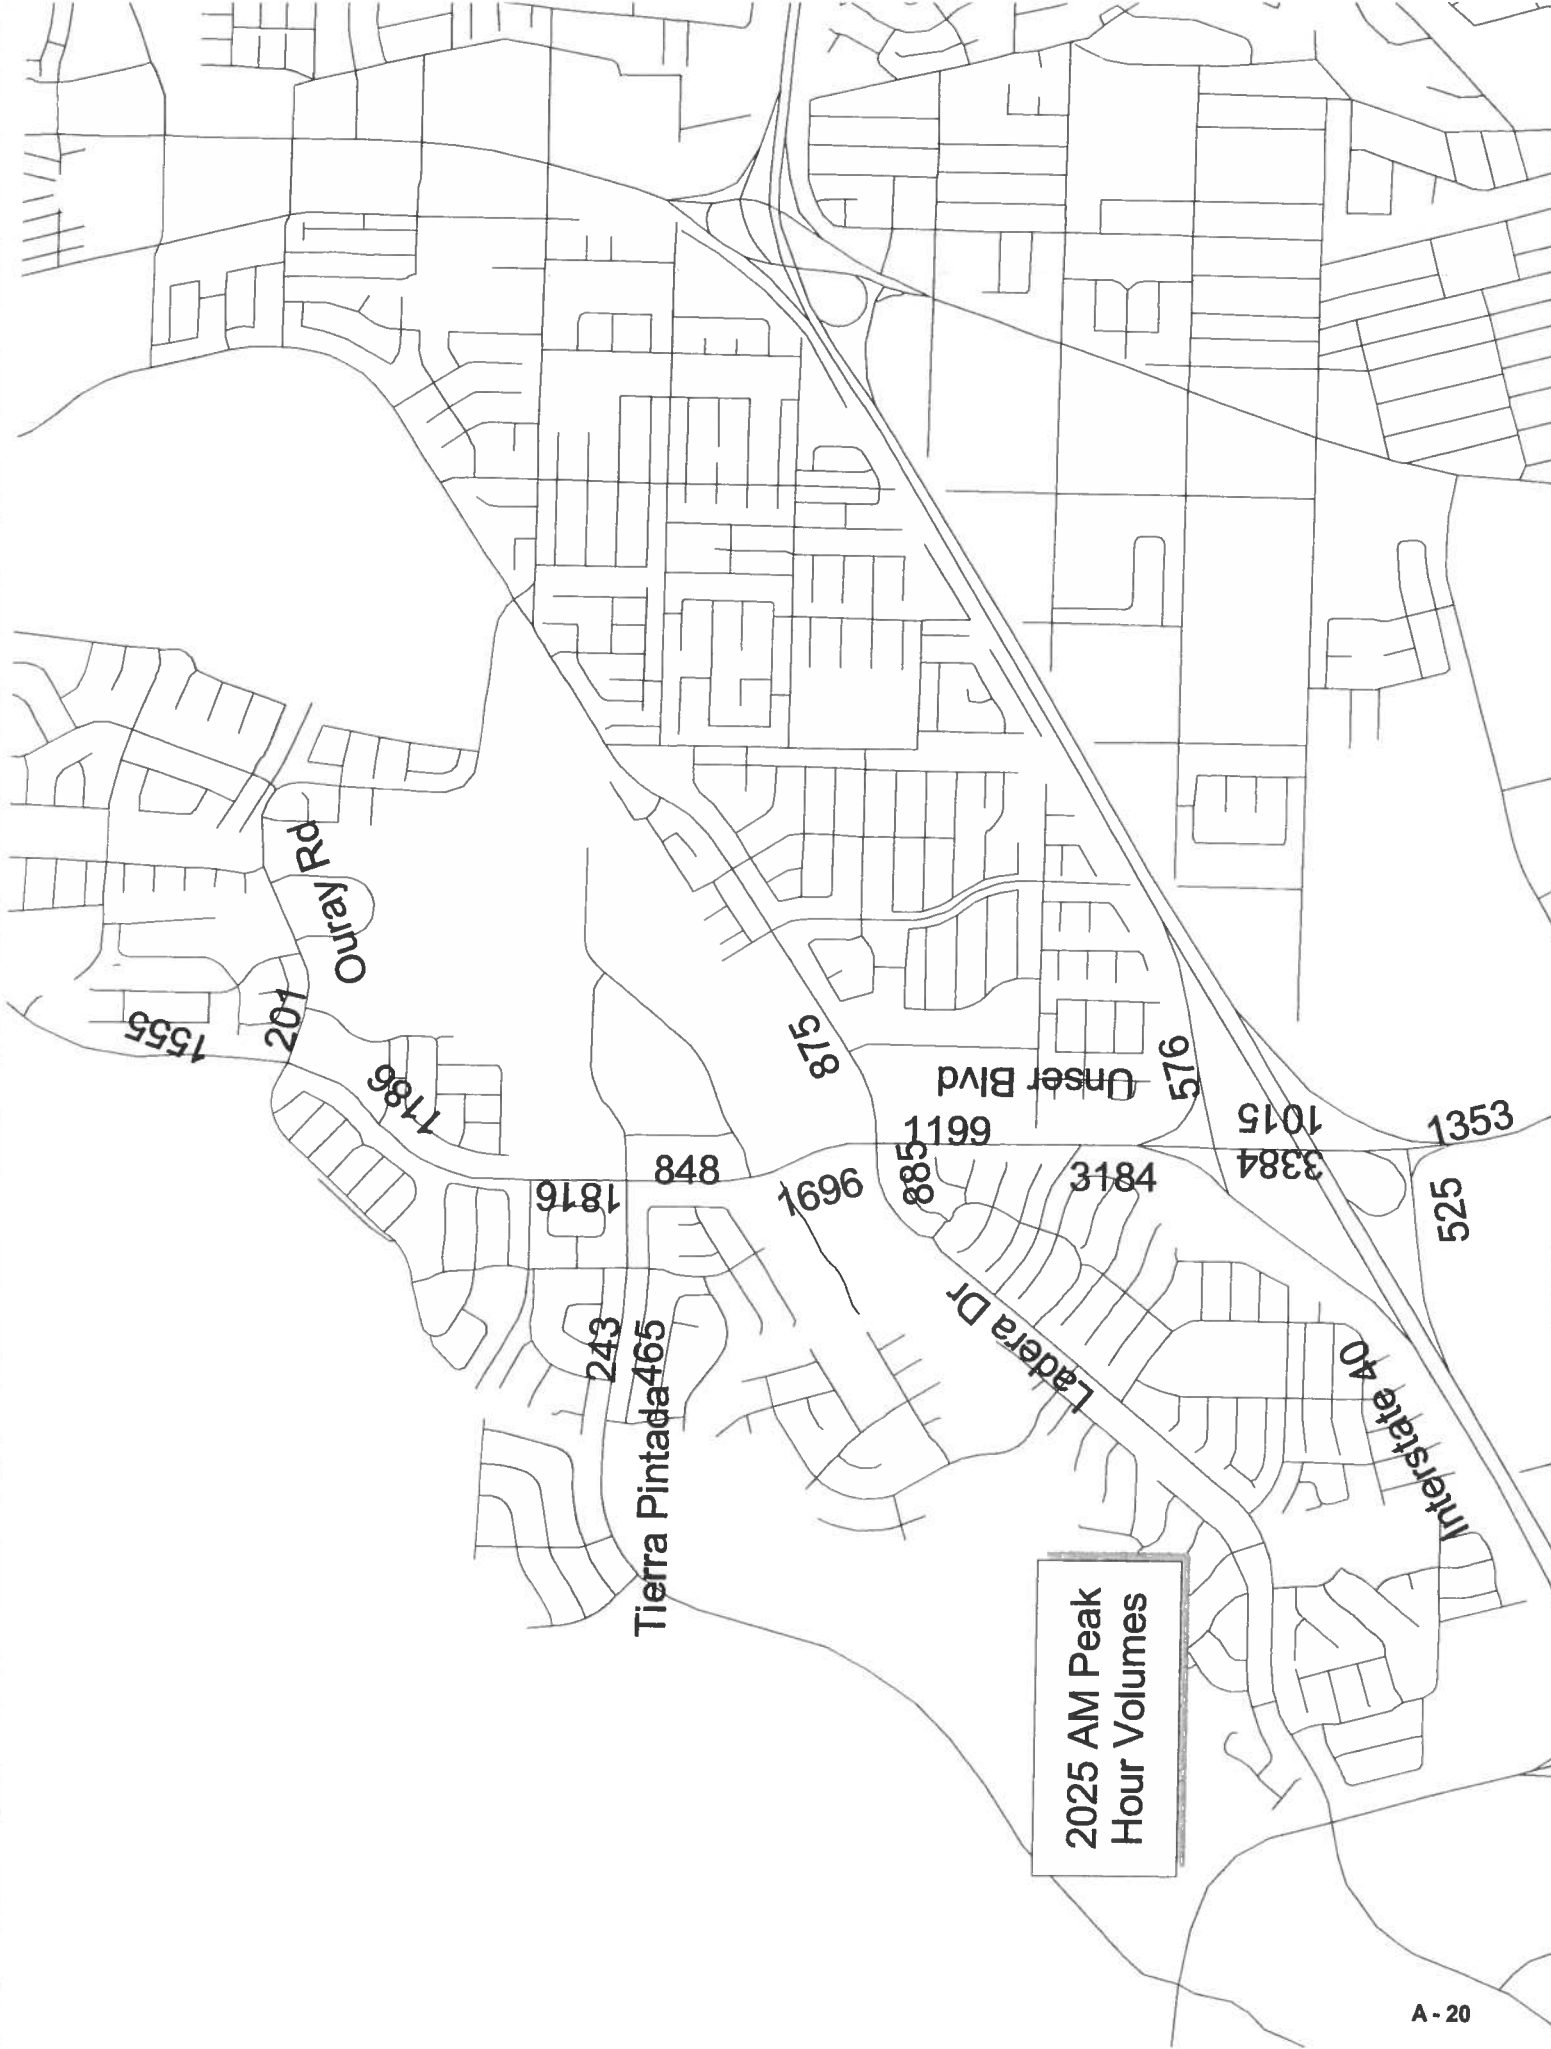 1555
201
Ouray Rd
1186
1816
848
243
465
Tierra Pintada
1696
875
885
1199
Unser Blvd
576
3184
1015
3384
1353
525
Ladera Dr
Interstate 40
2025 AM Peak
Hour Volumes
A - 20